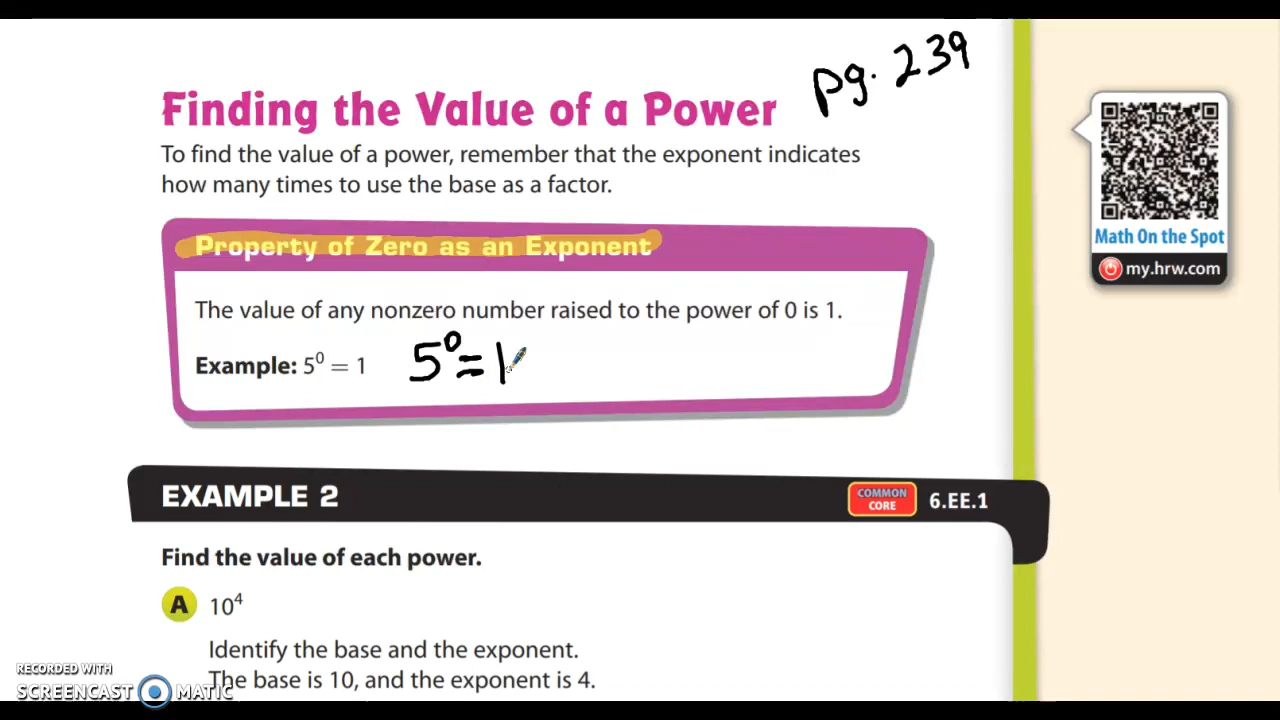 pg. 239
Finding the Value of a Power
To find the value of a power, remember that the exponent indicates
how many times to use the base as a factor.
Math On the Spot
my.hrw.com
Property of Zero as an Exponent
The value of any nonzero number raised to the power of 0 is 1.
Example: 5⁰ = 1 5⁰=1
EXAMPLE 2
COMMON
CORE
6.EE.1
Find the value of each power.
A 10⁴
Identify the base and the exponent.
The base is 10, and the exponent is 4.
RECORDED WITH
SCREENCAST MATIC